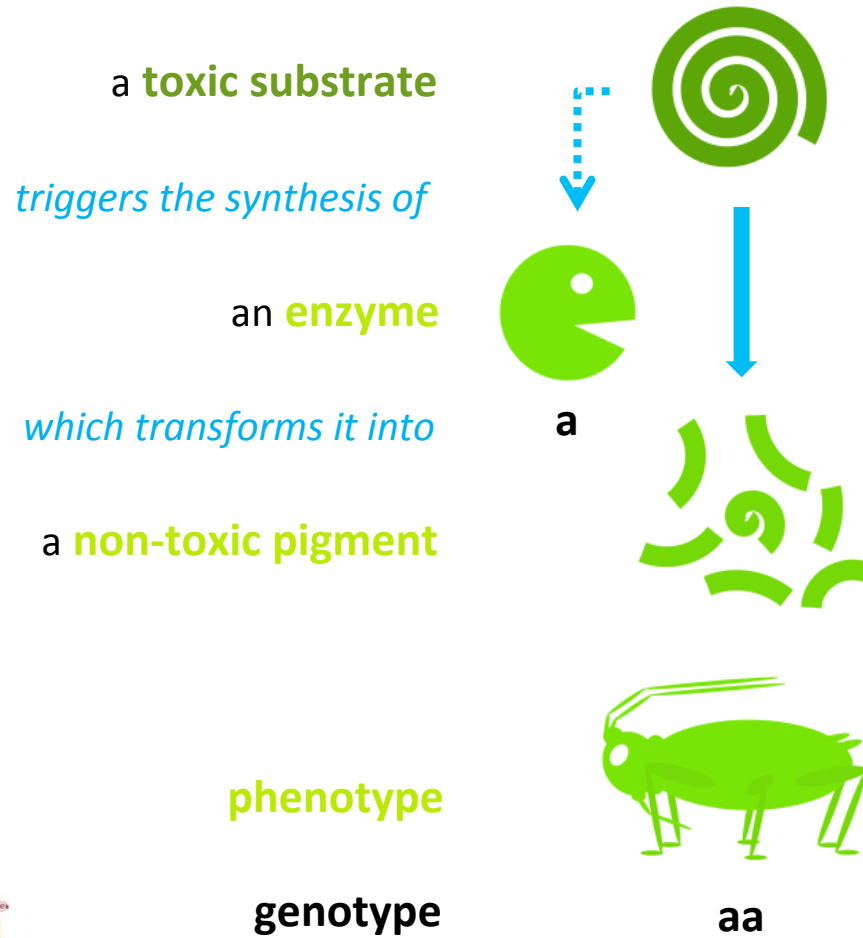 a toxic substrate
triggers the synthesis of
an enzyme
a
which transforms it into
a non-toxic pigment
phenotype
genotype aa